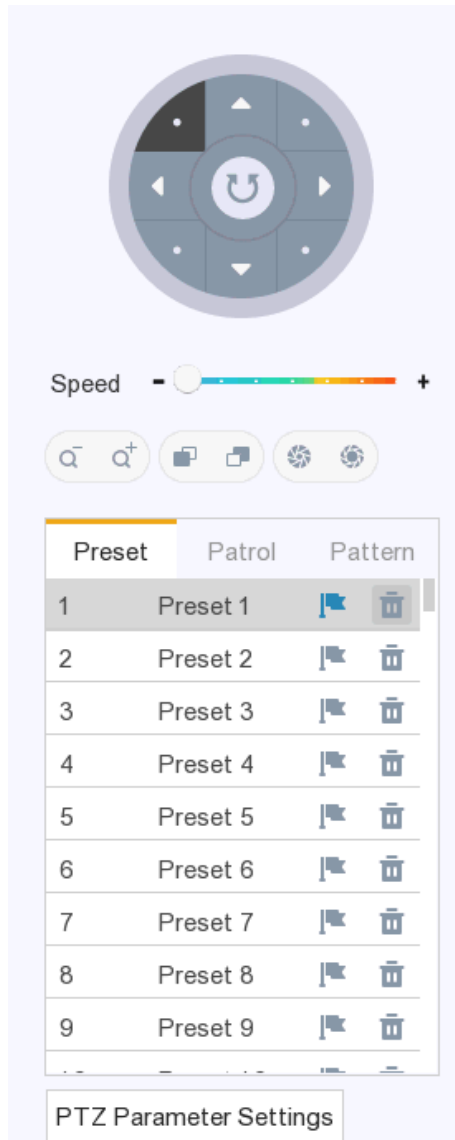 Speed - +
Preset Patrol Pattern
1 Preset 1
2 Preset 2
3 Preset 3
4 Preset 4
5 Preset 5
6 Preset 6
7 Preset 7
8 Preset 8
9 Preset 9
PTZ Parameter Settings